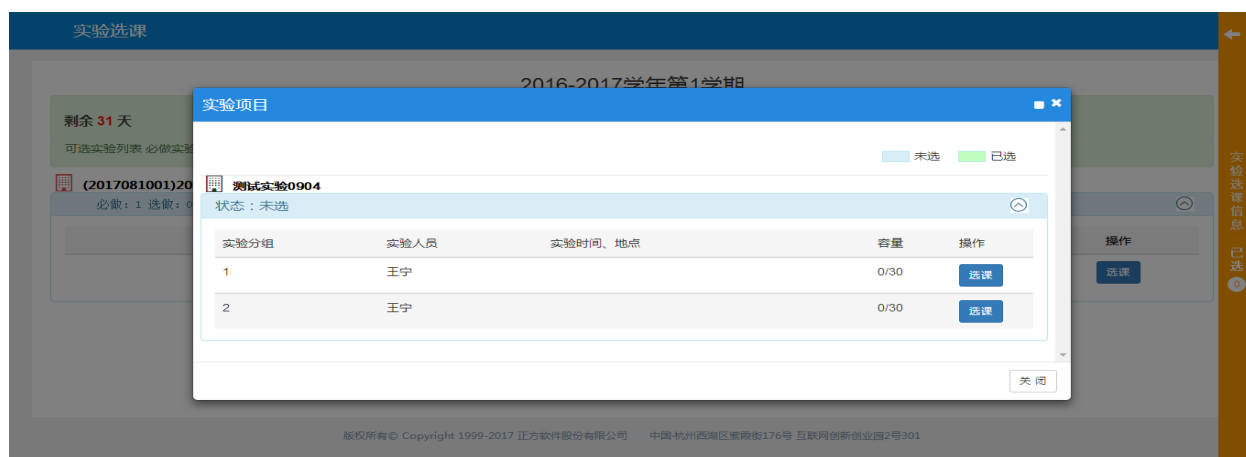 实验选课
2016-2017学年第1学期
实验项目
剩余 31 天
可选实验列表 必做实验
未选 已选
(2017081001)20
测试实验0904
必做：1 选做：0
状态：未选
实验分组 实验人员 实验时间、地点 容量 操作
操作
1 王宁 0/30 选课
选课
2 王宁 0/30 选课
关 闭
实验选课信息 已选 0
版权所有© Copyright 1999-2017 正方软件股份有限公司 中国·杭州西湖区紫霞街176号 互联网创新创业园2号301